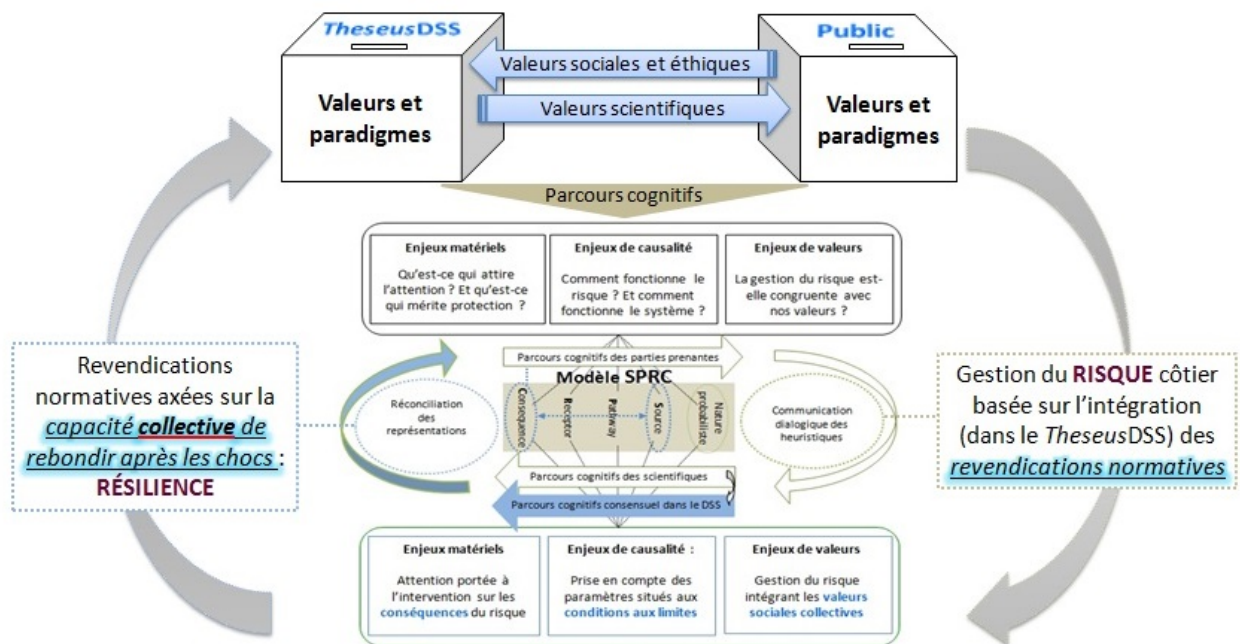 TheseusDSS
Public
Valeurs sociales et éthiques
Valeurs scientifiques
Valeurs et
paradigmes
Valeurs et
paradigmes
Parcours cognitifs
Enjeux matériels
Qu'est-ce qui attire
l'attention ? Et qu'est-ce
qui mérite protection ?
Enjeux de causalité
Comment fonctionne le
risque ? Et comment
fonctionne le système ?
Enjeux de valeurs
La gestion du risque est-
elle congruente avec
nos valeurs ?
Revendications
normatives axées sur la
capacité collective de
rebondir après les chocs :
RÉSILIENCE
Parcours cognitifs des parties prenantes
Modèle SPRC
Réconciliation
des
représentations
Consequence
Receptor
Pathway
Source
Nature
probabiliste
Communication
dialogique des
heuristiques
Parcours cognitifs des scientifiques
Parcours cognitifs consensuel dans le DSS
Gestion du RISQUE côtier
basée sur l'intégration
(dans le TheseusDSS) des
revendications normatives
Enjeux matériels
Attention portée à
l'intervention sur les
conséquences du risque
Enjeux de causalité :
Prise en compte des
paramètres situés aux
conditions aux limites
Enjeux de valeurs
Gestion du risque
intégrant les valeurs
sociales collectives